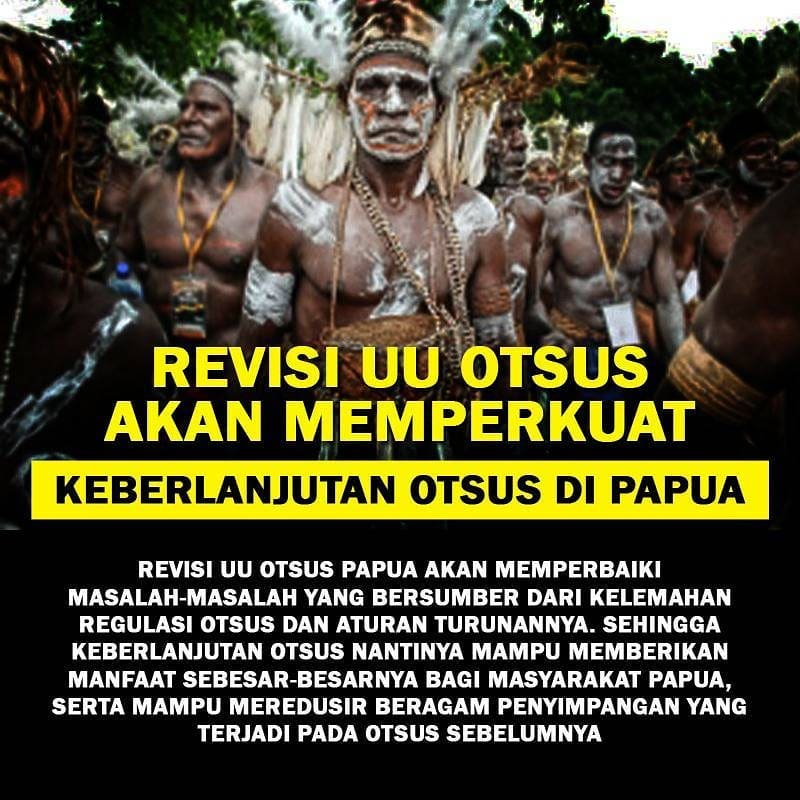 REVISI UU OTSUS
AKAN MEMPERKUAT
KEBERLANJUTAN OTSUS DI PAPUA
REVISI UU OTSUS PAPUA AKAN MEMPERBAIKI
MASALAH-MASALAH YANG BERSUMBER DARI KELEMAHAN
REGULASI OTSUS DAN ATURAN TURUNANNYA. SEHINGGA
KEBERLANJUTAN OTSUS NANTINYA MAMPU MEMBERIKAN
MANFAAT SEBESAR-BESARNYA BAGI MASYARAKAT PAPUA,
SERTA MAMPU MEREDUSIR BERAGAM PENYIMPANGAN YANG
TERJADI PADA OTSUS SEBELUMNYA